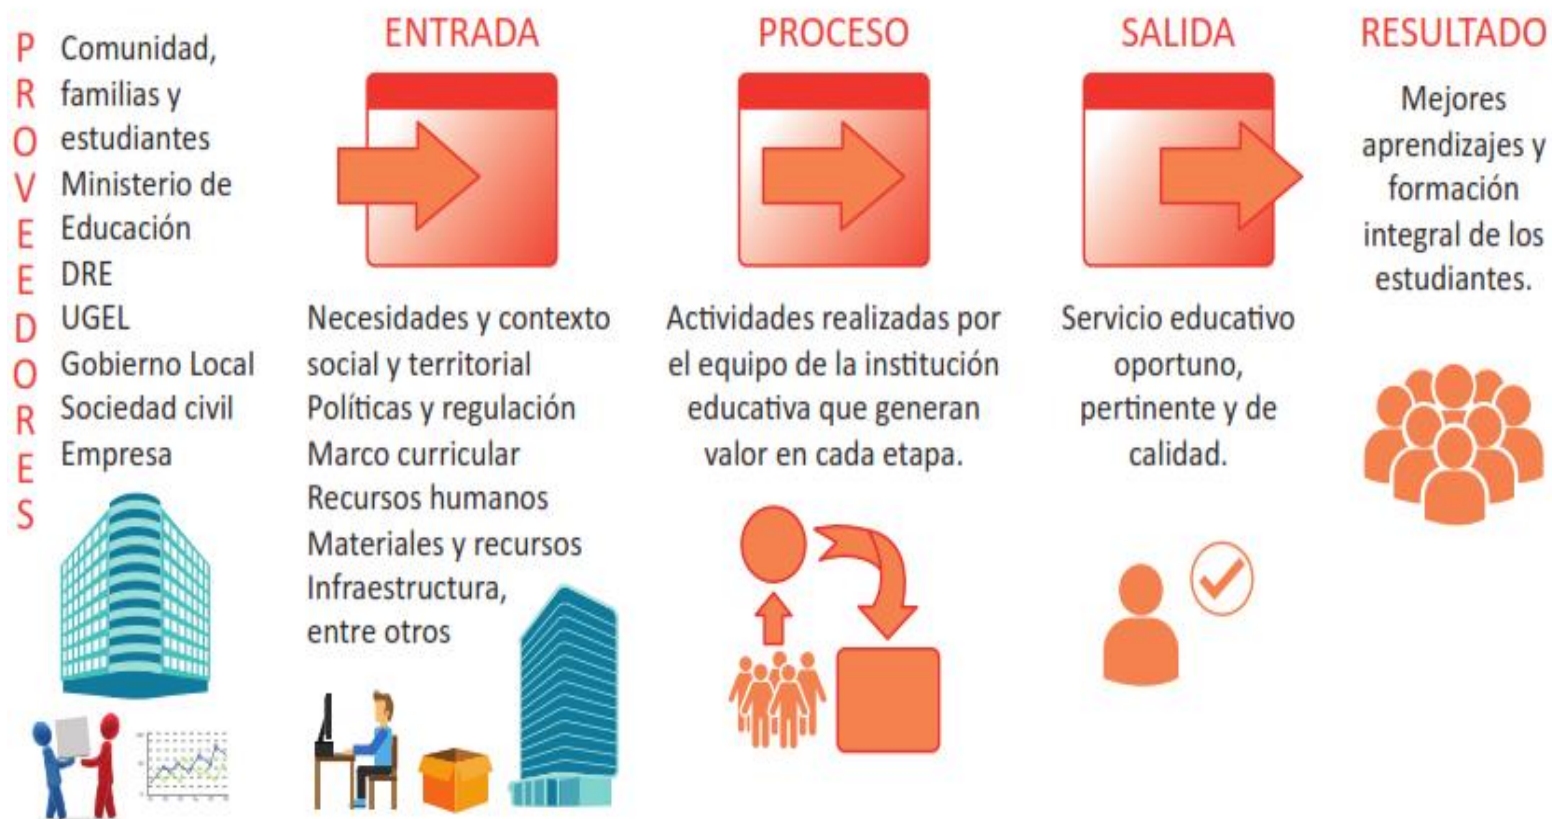 PROVEEDORES
Comunidad,
familias y
estudiantes
Ministerio de
Educación
DRE
UGEL
Gobierno Local
Sociedad civil
Empresa
ENTRADA
Necesidades y contexto
social y territorial
Políticas y regulación
Marco curricular
Recursos humanos
Materiales y recursos
Infraestructura,
entre otros
PROCESO
Actividades realizadas por
el equipo de la institución
educativa que generan
valor en cada etapa.
SALIDA
Servicio educativo
oportuno,
pertinente y de
calidad.
RESULTADO
Mejores
aprendizajes y
formación
integral de los
estudiantes.